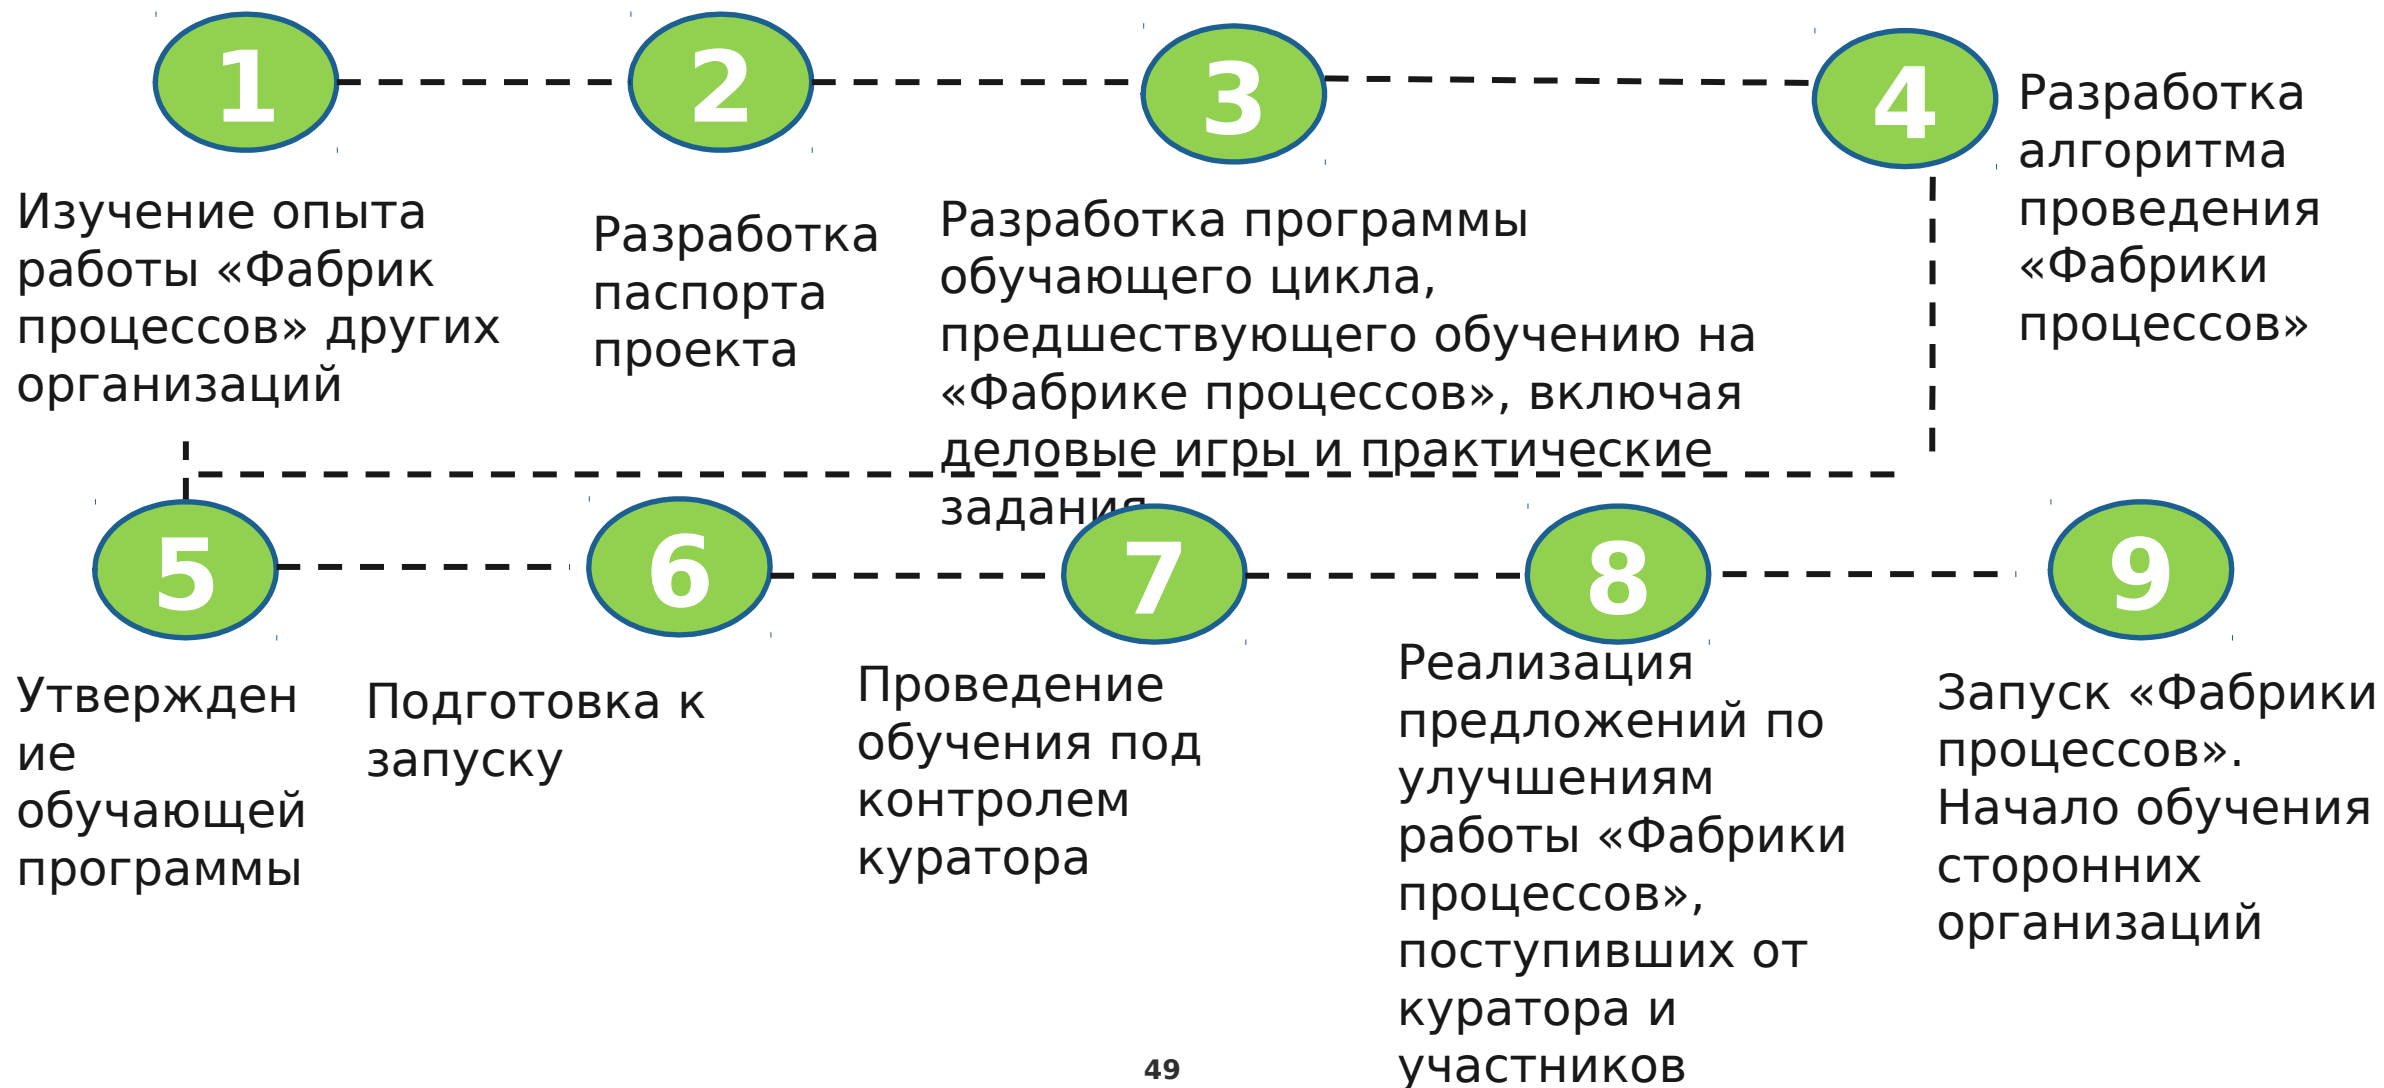 1
Изучение опыта
работы «Фабрик
процессов» других
организаций
2
Разработка
паспорта
проекта
3
Разработка программы
обучающего цикла,
предшествующего обучению на
«Фабрике процессов», включая
деловые игры и практические
задания
4
Разработка
алгоритма
проведения
«Фабрики
процессов»
5
Утвержден
ие
обучающей
программы
6
Подготовка к
запуску
7
Проведение
обучения под
контролем
куратора
8
Реализация
предложений по
улучшениям
работы «Фабрики
процессов»,
поступивших от
куратора и
участников
9
Запуск «Фабрики
процессов».
Начало обучения
сторонних
организаций
49